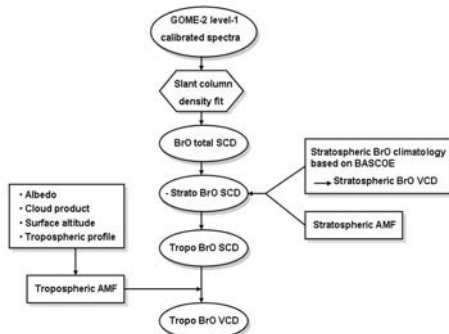 GOME-2 level-1
calibrated spectra
Slant column
density fit
BrO total SCD
Stratospheric BrO climatology
based on BASCOE
Stratospheric BrO VCD
- Strato BrO SCD
• Albedo
• Cloud product
• Surface altitude
• Tropospheric profile
Stratospheric AMF
Tropo BrO SCD
Tropospheric AMF
Tropo BrO VCD